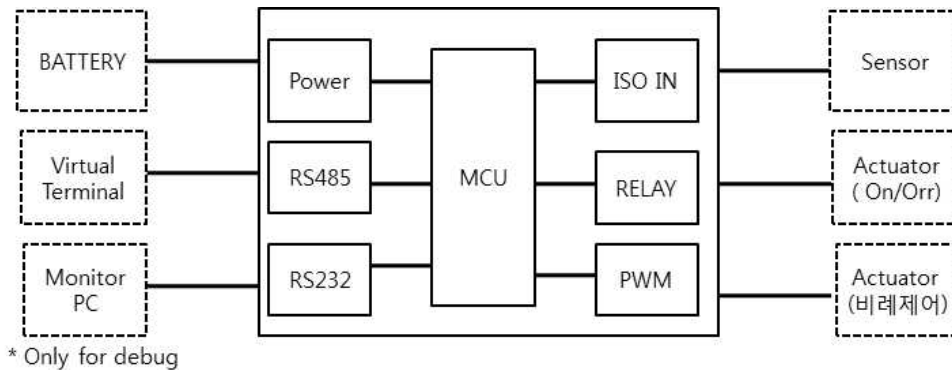 BATTERY
Power
ISO IN
Sensor
Virtual
Terminal
RS485
MCU
RELAY
Actuator
( On/Orr)
Monitor
PC
RS232
PWM
Actuator
(비례제어)
* Only for debug